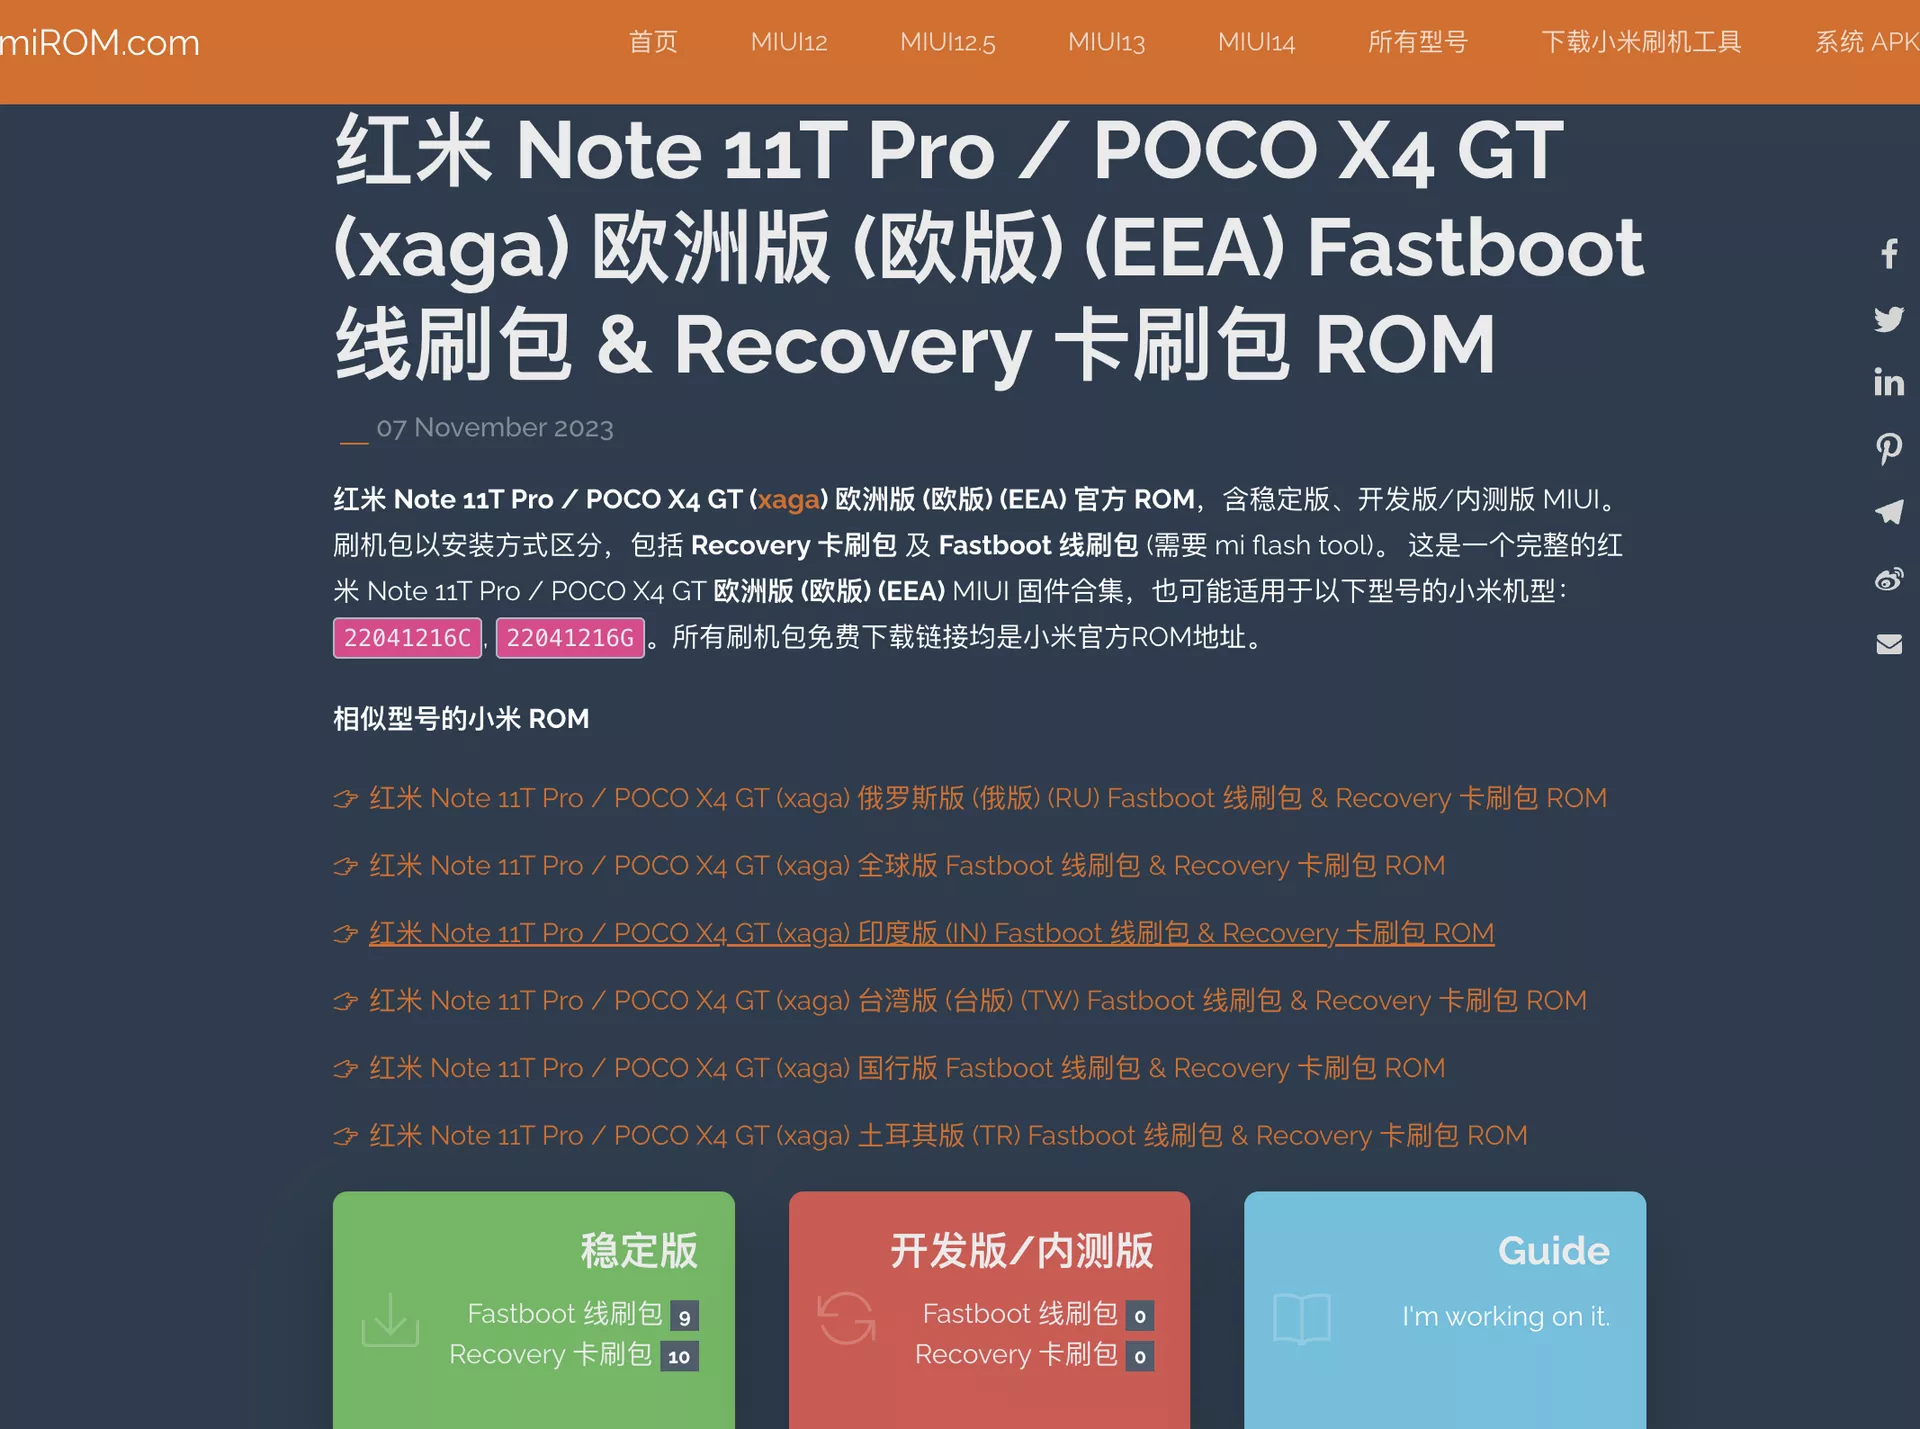 miROM.com
首页 MIUI12 MIUI12.5 MIUI13 MIUI14 所有型号 下载小米刷机工具 系统 APK
红米 Note 11T Pro / POCO X4 GT
(xaga) 欧洲版 (欧版) (EEA) Fastboot
线刷包 & Recovery 卡刷包 ROM
07 November 2023
红米 Note 11T Pro / POCO X4 GT (xaga) 欧洲版 (欧版) (EEA) 官方 ROM，含稳定版、开发版/内测版 MIUI。
刷机包以安装方式区分，包括 Recovery 卡刷包 及 Fastboot 线刷包 (需要 mi flash tool)。 这是一个完整的红
米 Note 11T Pro / POCO X4 GT 欧洲版 (欧版) (EEA) MIUI 固件合集，也可能适用于以下型号的小米机型：
22041216C, 22041216G。所有刷机包免费下载链接均是小米官方ROM地址。
相似型号的小米 ROM
👉 红米 Note 11T Pro / POCO X4 GT (xaga) 俄罗斯版 (俄版) (RU) Fastboot 线刷包 & Recovery 卡刷包 ROM
👉 红米 Note 11T Pro / POCO X4 GT (xaga) 全球版 Fastboot 线刷包 & Recovery 卡刷包 ROM
👉 红米 Note 11T Pro / POCO X4 GT (xaga) 印度版 (IN) Fastboot 线刷包 & Recovery 卡刷包 ROM
👉 红米 Note 11T Pro / POCO X4 GT (xaga) 台湾版 (台版) (TW) Fastboot 线刷包 & Recovery 卡刷包 ROM
👉 红米 Note 11T Pro / POCO X4 GT (xaga) 国行版 Fastboot 线刷包 & Recovery 卡刷包 ROM
👉 红米 Note 11T Pro / POCO X4 GT (xaga) 土耳其版 (TR) Fastboot 线刷包 & Recovery 卡刷包 ROM
稳定版
Fastboot 线刷包 9
Recovery 卡刷包 10
开发版/内测版
Fastboot 线刷包 0
Recovery 卡刷包 0
Guide
I'm working on it.